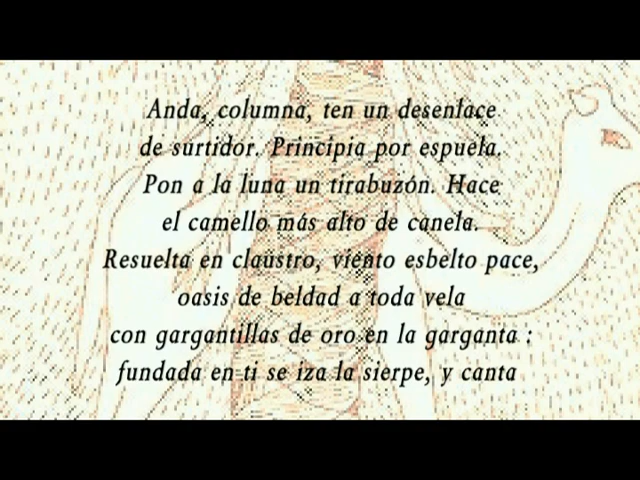 Anda, columna, ten un desenlace
de surtidor. Principia por espuela.
Pon a la luna un tirabuzón. Hace
el camello más alto de canela.
Resuelta en claustro, viento esbelto pace,
oasis de beldad a toda vela
con gargantillas de oro en la garganta :
fundada en ti se iza la sierpe, y canta